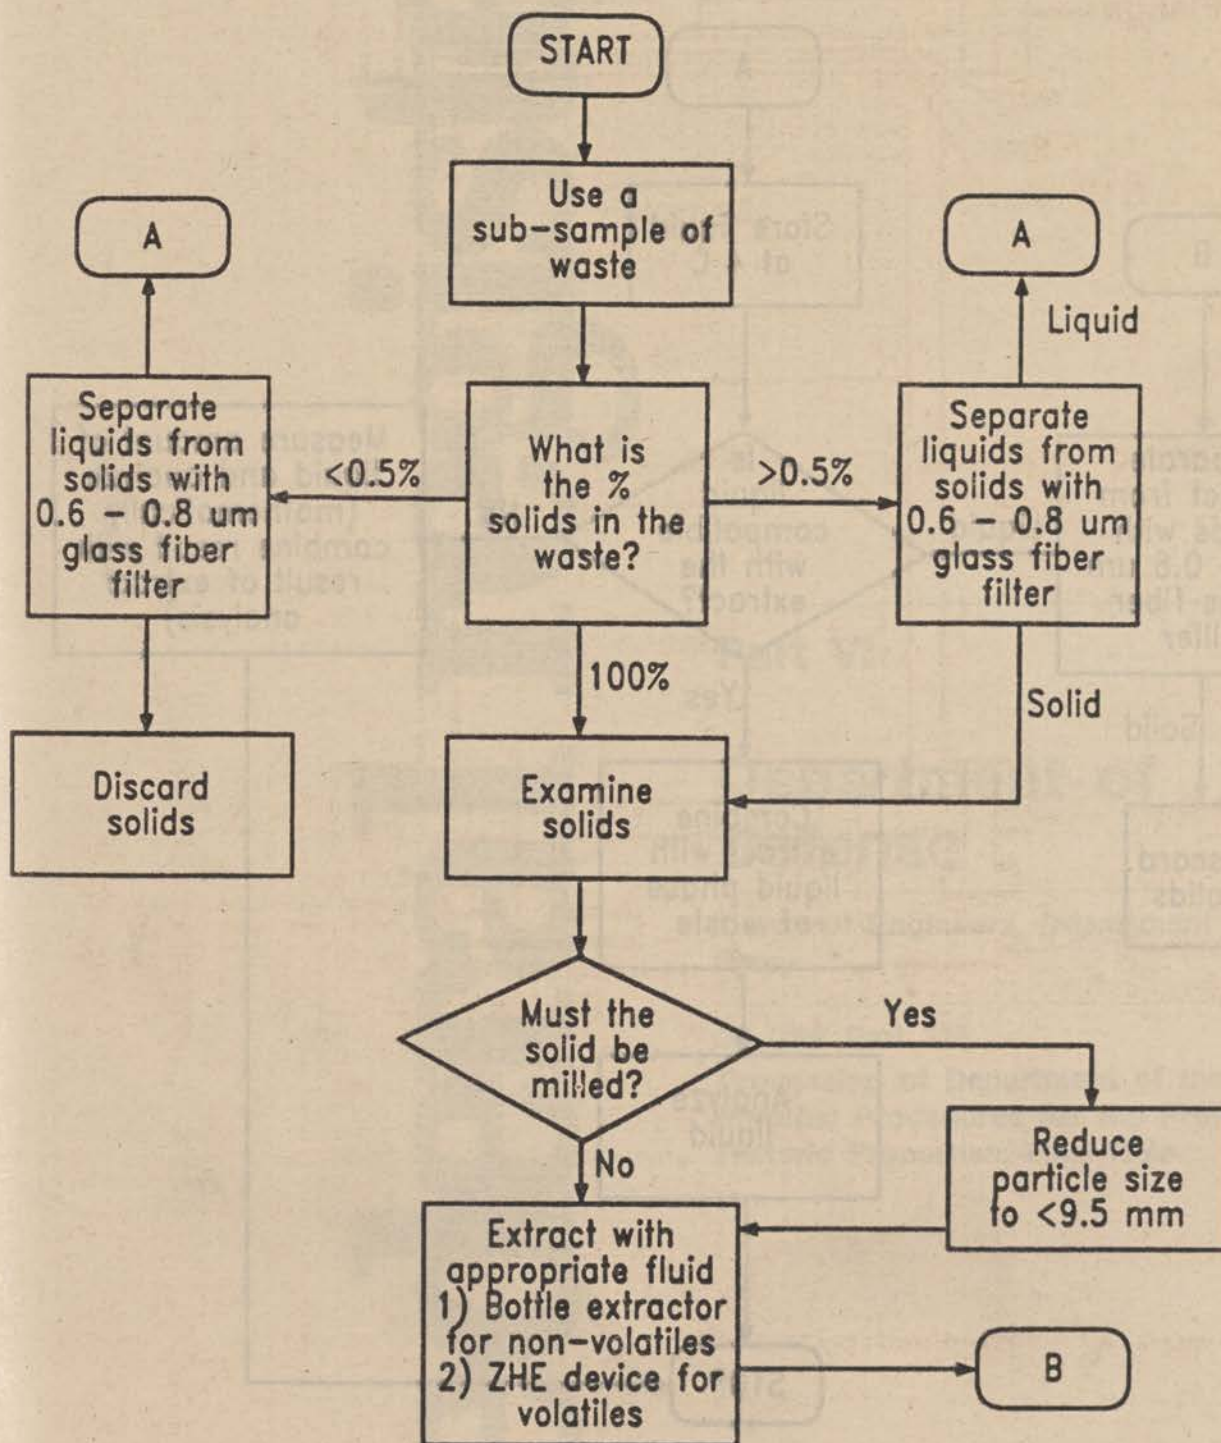 START
Use a
sub-sample of
waste
A
A
Liquid
Separate
liquids from
solids with
0.6 - 0.8 um
glass fiber
filter
<0.5%
What is
the %
solids in the
waste?
>0.5%
Separate
liquids from
solids with
0.6 - 0.8 um
glass fiber
filter
100%
Solid
Discard
solids
Examine
solids
Must the
solid be
milled?
Yes
No
Reduce
particle size
to <9.5 mm
Extract with
appropriate fluid
1) Bottle extractor
for non-volatiles
2) ZHE device for
volatiles
B